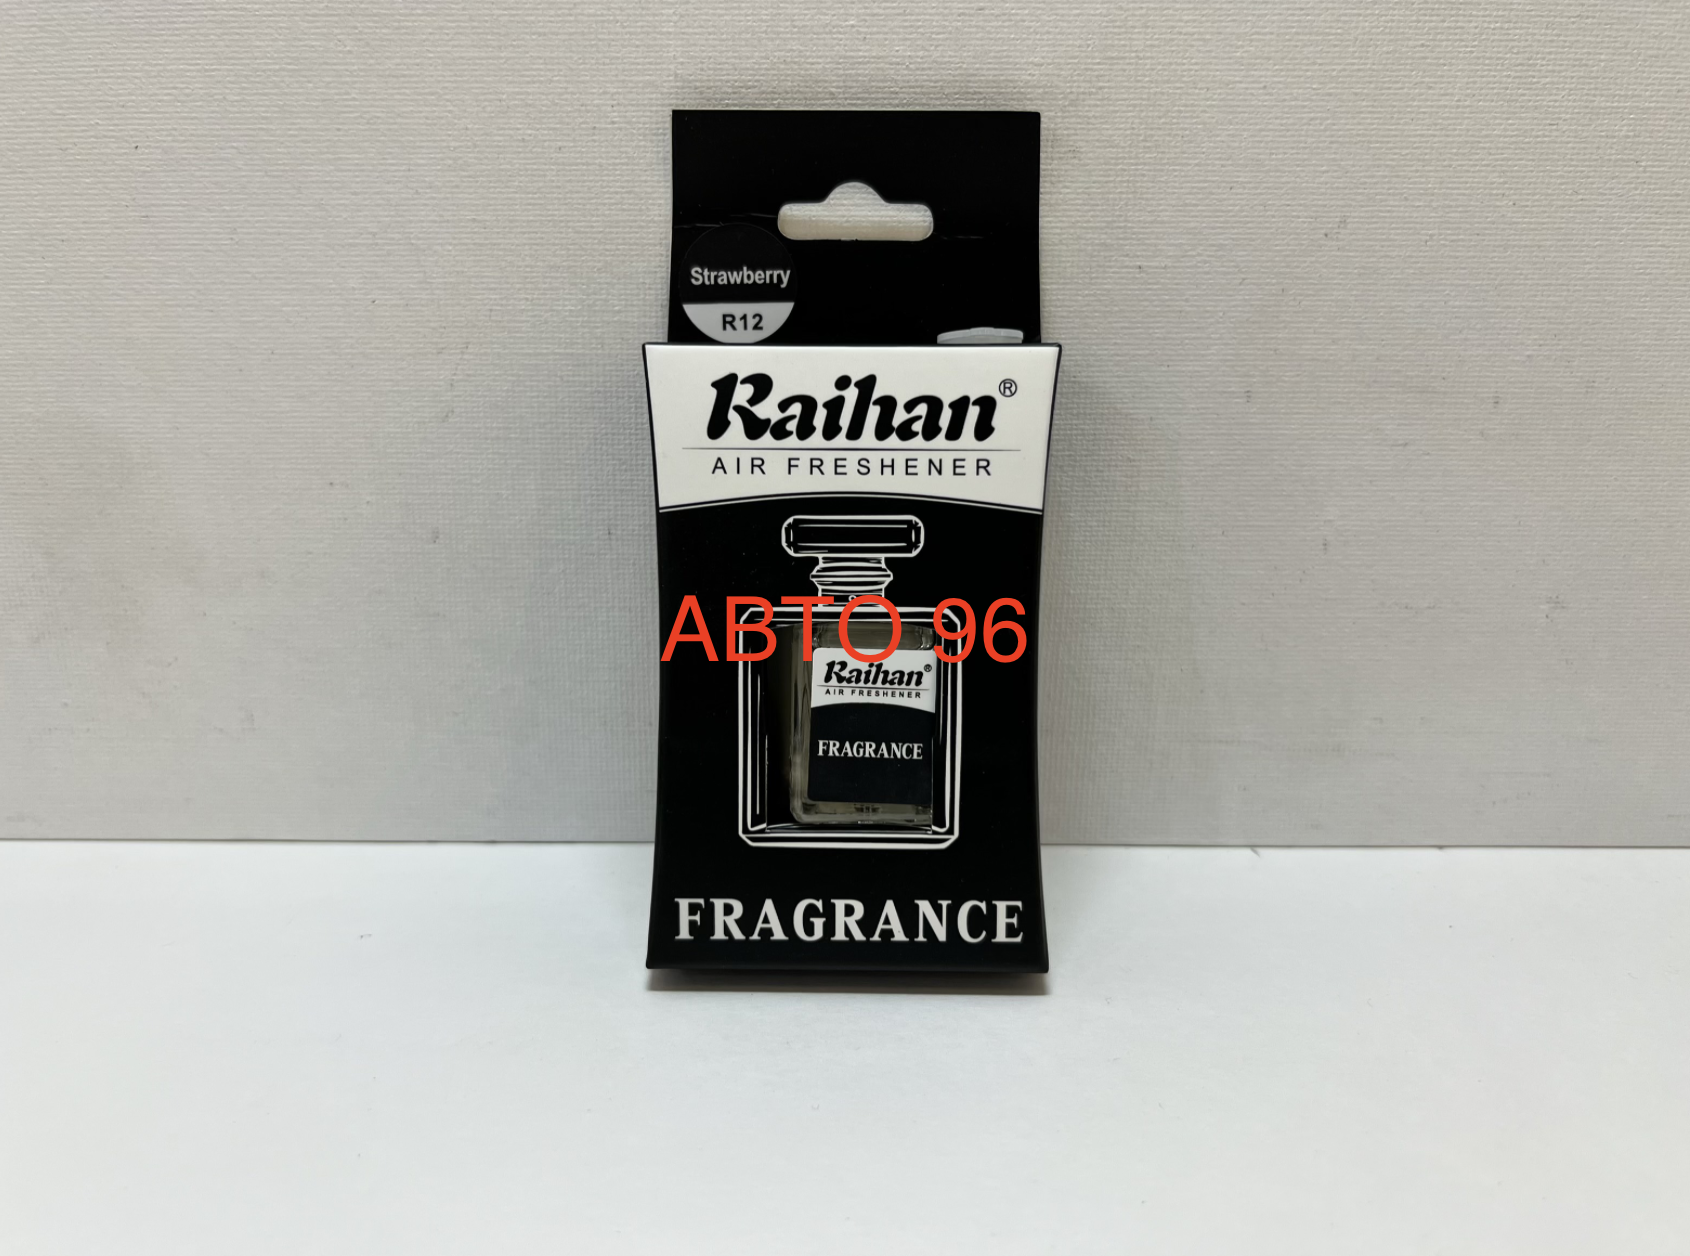 Strawberry
R12
Raihan®
AIR FRESHENER
АВТО 96
Raihan®
AIR FRESHENER
FRAGRANCE
FRAGRANCE